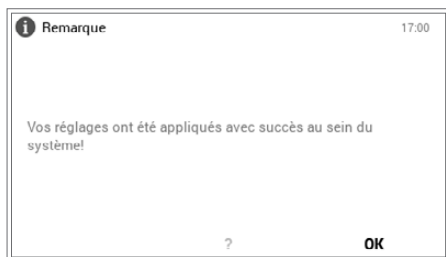 Remarque 17:00
Vos réglages ont été appliqués avec succès au sein du
système!
? OK